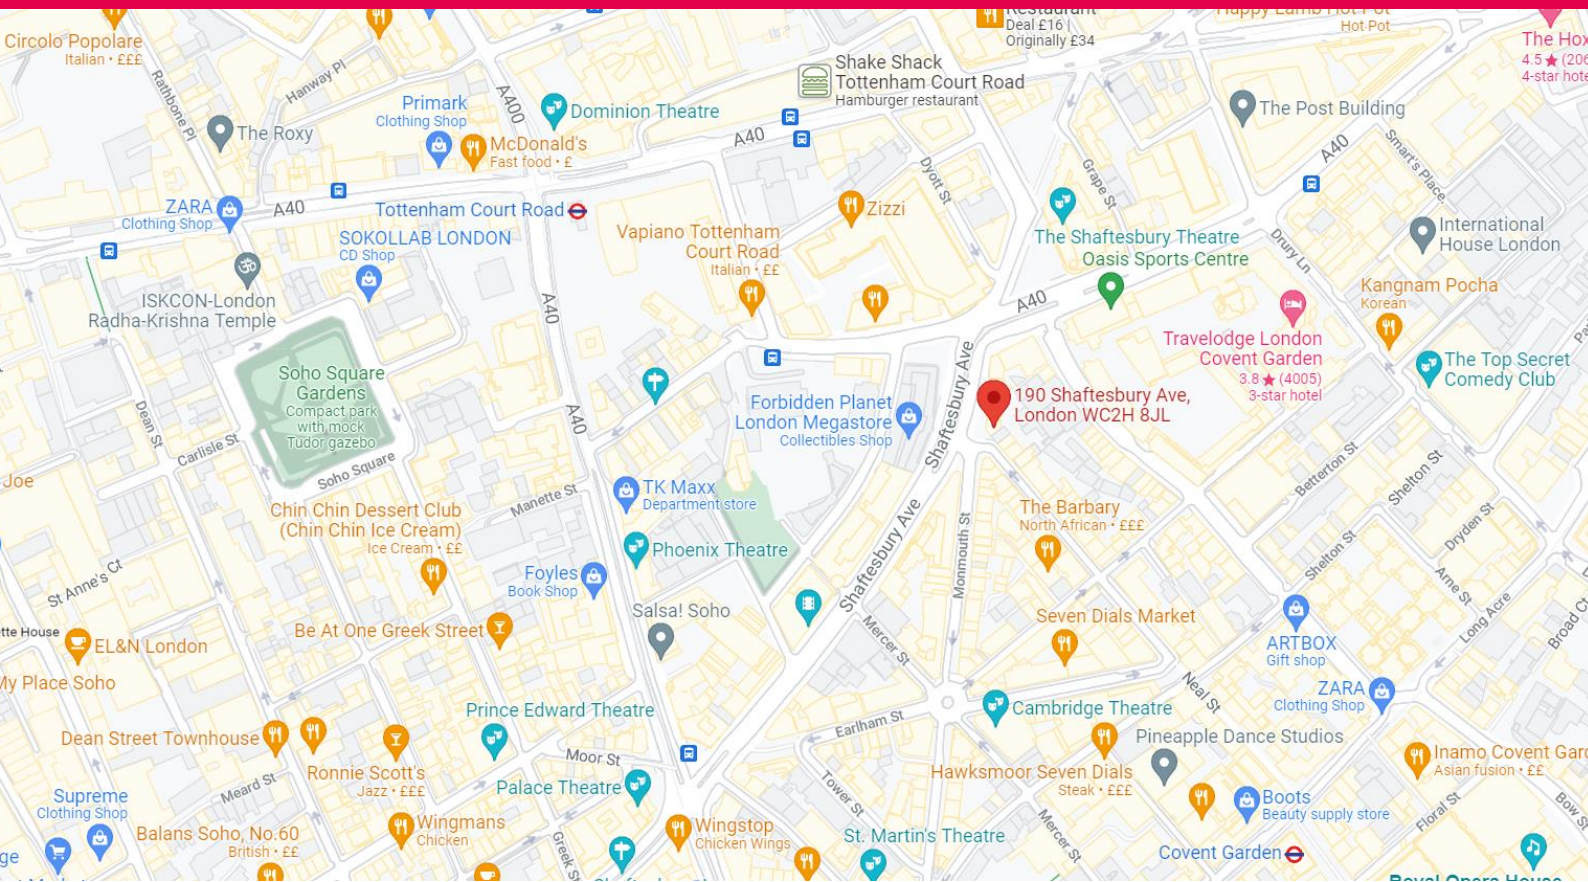 Circolo Popolare
Italian · £££
Hanway Pl
Rathbone Pl
A400
Primark
Clothing Shop
The Roxy
McDonald's
Fast food · £
Dominion Theatre
Shake Shack
Tottenham Court Road
Hamburger restaurant
Restaurant
Deal £16 |
Originally £34
Happy Lamb Hot Pot
Hot Pot
The Hox
4.5★(206
4-star hote
The Post Building
A40
A40
Smart's Place
Dyott St
Grape St
ZARA
Clothing Shop
A40
Tottenham Court Road
SOKOLLAB LONDON
CD Shop
Vapiano Tottenham
Court Road
Italian · ££
Zizzi
The Shaftesbury Theatre
Oasis Sports Centre
Drury Ln
International
House London
ISKCON-London
Radha-Krishna Temple
A40
A40
Kangnam Pocha
Korean
Travelodge London
Covent Garden
3.8★(4005)
3-star hotel
The Top Secret
Comedy Club
Soho Square
Gardens
Compact park
with mock
Tudor gazebo
Dean St
Carlisle St
Soho Square
A40
Forbidden Planet
London Megastore
Collectibles Shop
Shaftesbury Ave
190 Shaftesbury Ave,
London WC2H 8JL
Betterton St
Shelton St
Joe
Chin Chin Dessert Club
(Chin Chin Ice Cream)
Ice Cream · ££
Manette St
TK Maxx
Department store
Phoenix Theatre
Shaftesbury Ave
Monmouth St
The Barbary
North African · £££
Dryden St
Shelton St
Arne St
St Anne's Ct
Foyles
Book Shop
Salsa! Soho
Be At One Greek Street
tte House
EL&N London
My Place Soho
Mercer St
Seven Dials Market
ARTBOX
Gift shop
Long Acre
Broad Ct
ZARA
Clothing Shop
Neal St
Prince Edward Theatre
Dean Street Townhouse
Earlham St
Cambridge Theatre
Pineapple Dance Studios
Moor St
Ronnie Scott's
Jazz · £££
Meard St
Palace Theatre
Hawksmoor Seven Dials
Steak · £££
Inamo Covent Gard
Asian fusion · ££
Tower St
Supreme
Clothing Shop
Balans Soho, No.60
British · ££
Wingmans
Chicken
Greek S
Wingstop
Chicken Wings
St. Martin's Theatre
Mercer St
Boots
Beauty supply store
Floral St
Bow S
Covent Garden
ge
Royal Opera House